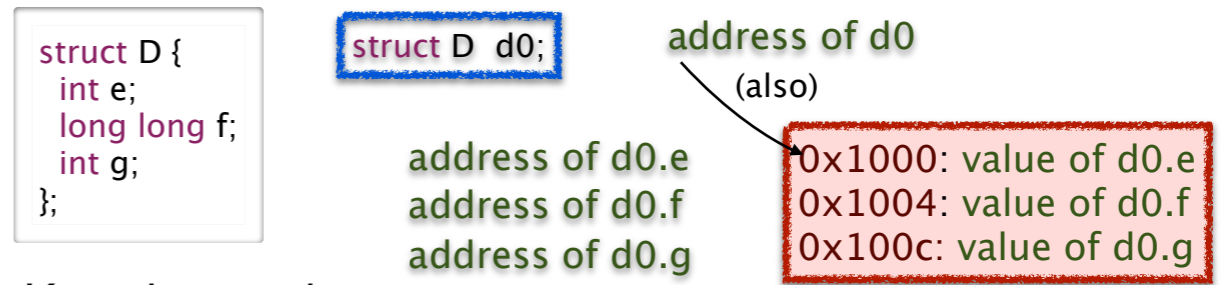 struct D {
int e;
long long f;
int g;
};
struct D d0;
address of d0
(also)
address of d0.e
address of d0.f
address of d0.g
0x1000: value of d0.e
0x1004: value of d0.f
0x100c: value of d0.g